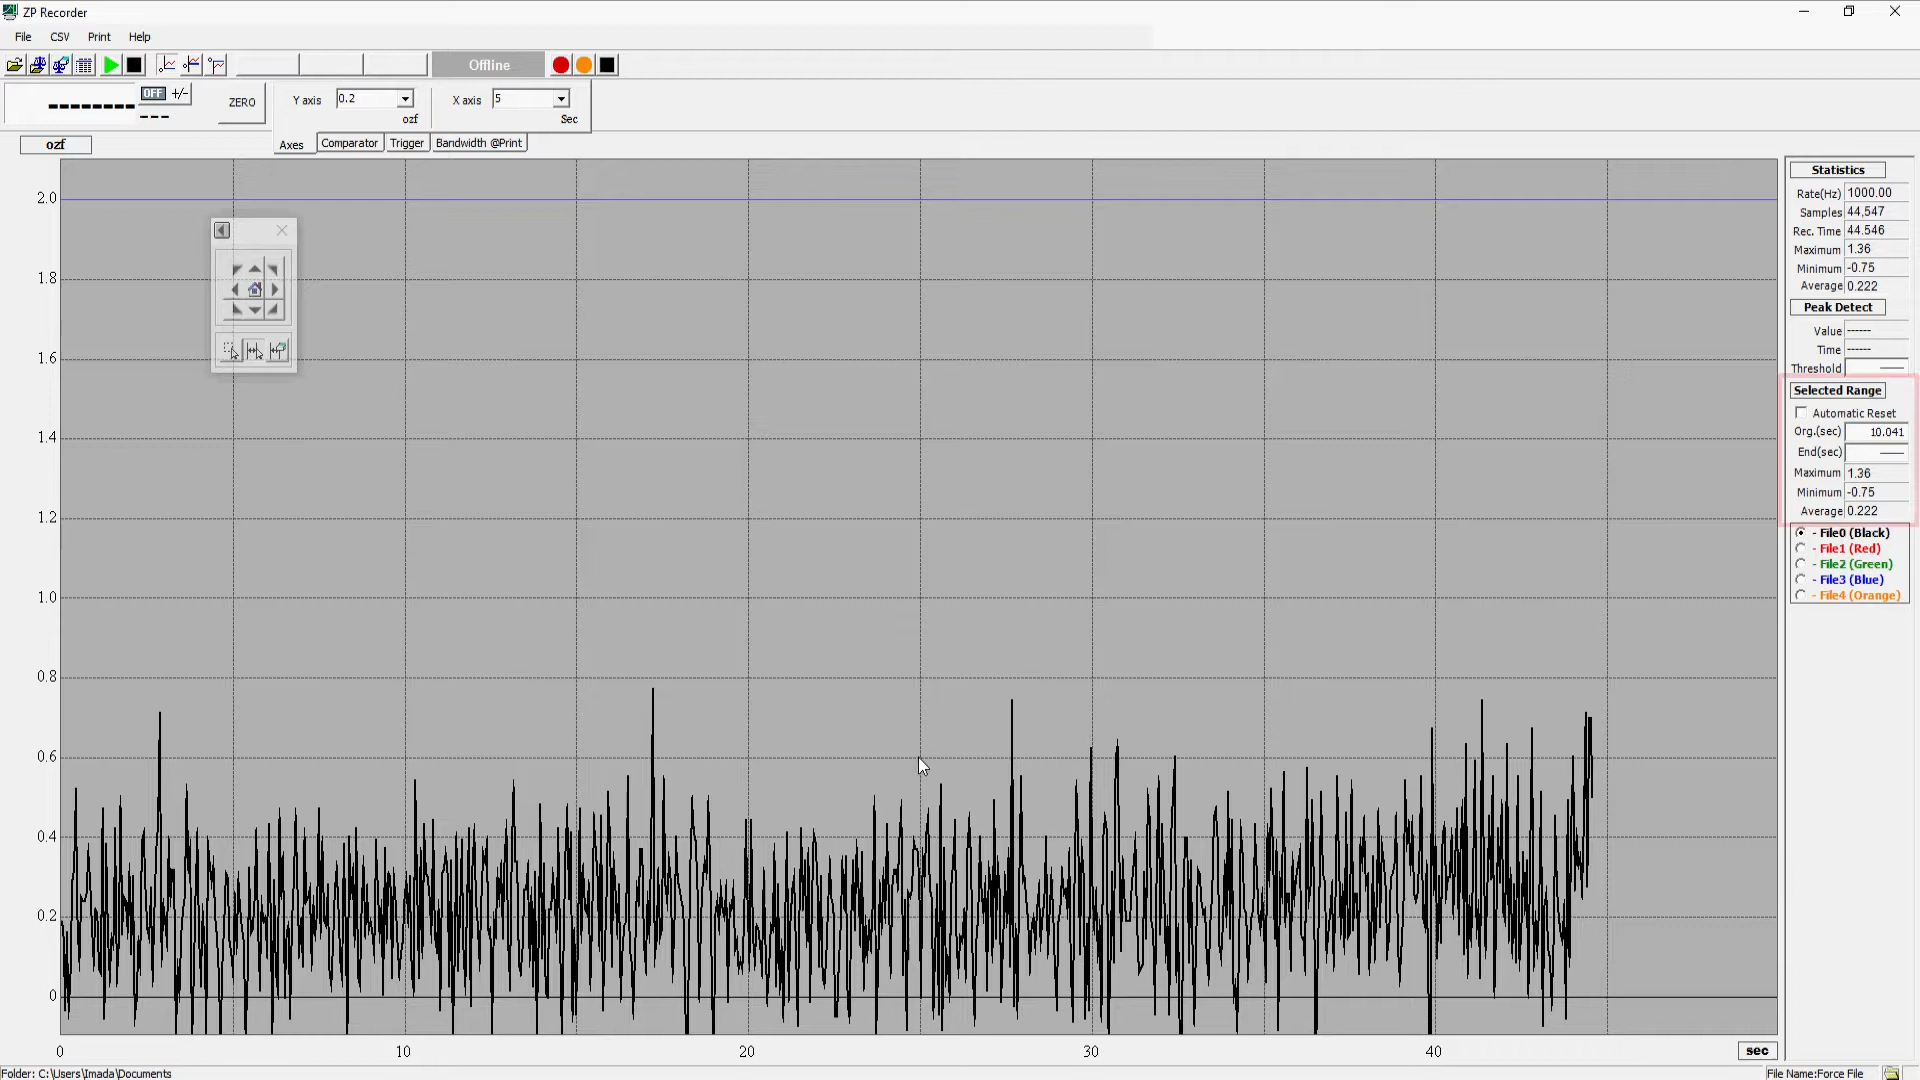 ZP Recorder
File CSV Print Help
Offline
-------- OFF +/-
---
ZERO
Y axis 0.2
ozf
X axis 5
Sec
Axes Comparator Trigger Bandwidth @Print
ozf
2.0
1.8
1.6
1.4
1.2
1.0
0.8
0.6
0.4
0.2
0
0 10 20 30 40 sec
Statistics
Rate(Hz) 1000.00
Samples 44,547
Rec. Time 44.546
Maximum 1.36
Minimum -0.75
Average 0.222
Peak Detect
Value ------
Time ------
Threshold ——
Selected Range
Automatic Reset
Org.(sec) 10.041
End(sec) ——
Maximum 1.36
Minimum -0.75
Average 0.222
- File0 (Black)
- File1 (Red)
- File2 (Green)
- File3 (Blue)
- File4 (Orange)
Folder: C:\Users\Imada\Documents
File Name:Force File